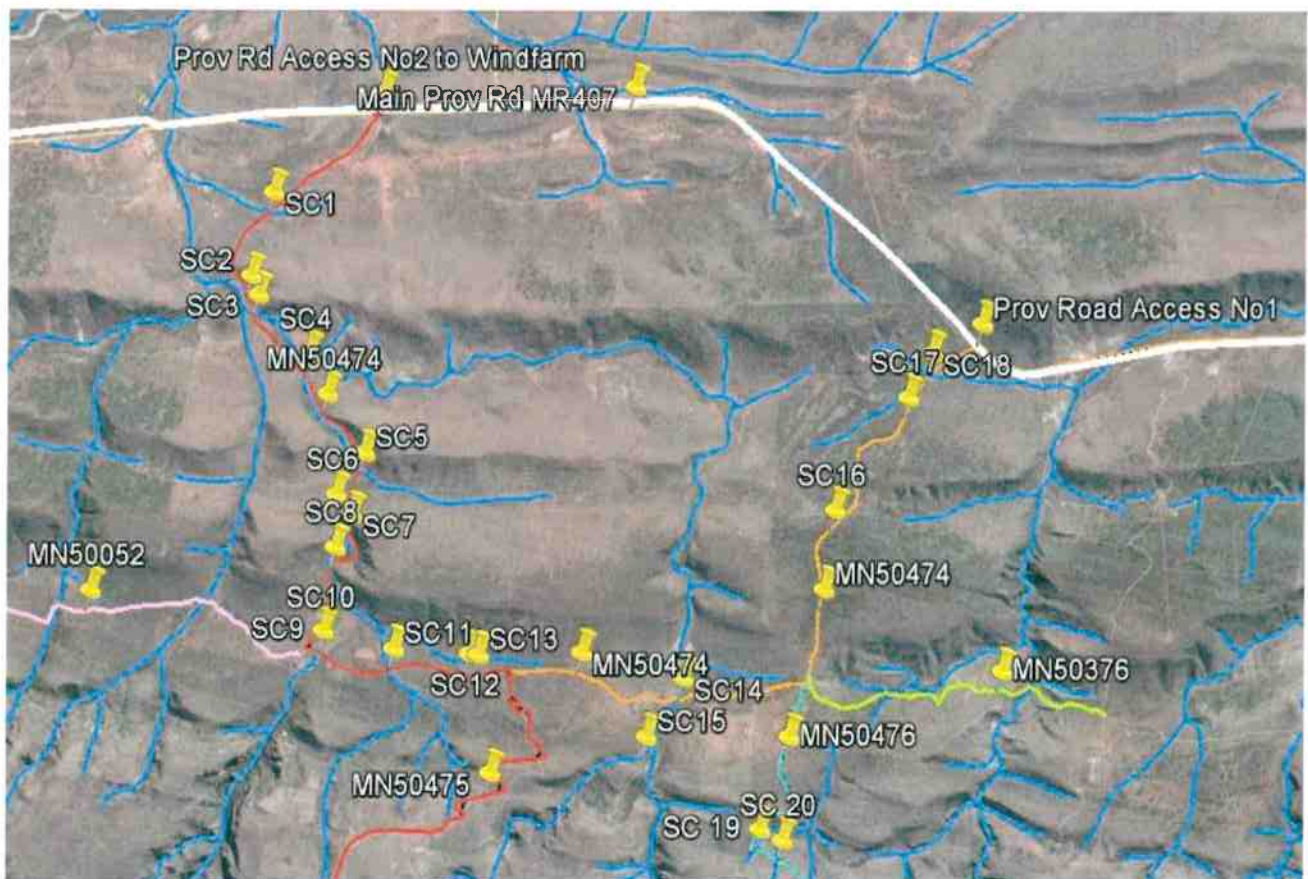 Prov Rd Access No2 to Windfarm
Main Prov Rd MR407
SC1
SC2
SC3
SC4
Prov Road Access No1
MN50474
SC17
SC18
SC5
SC6
SC16
SC8
SC7
MN50052
MN50474
SC10
SC9
SC11
SC13
MN50474
MN50376
SC12
SC14
SC15
MN50476
MN50475
SC 19
SC 20